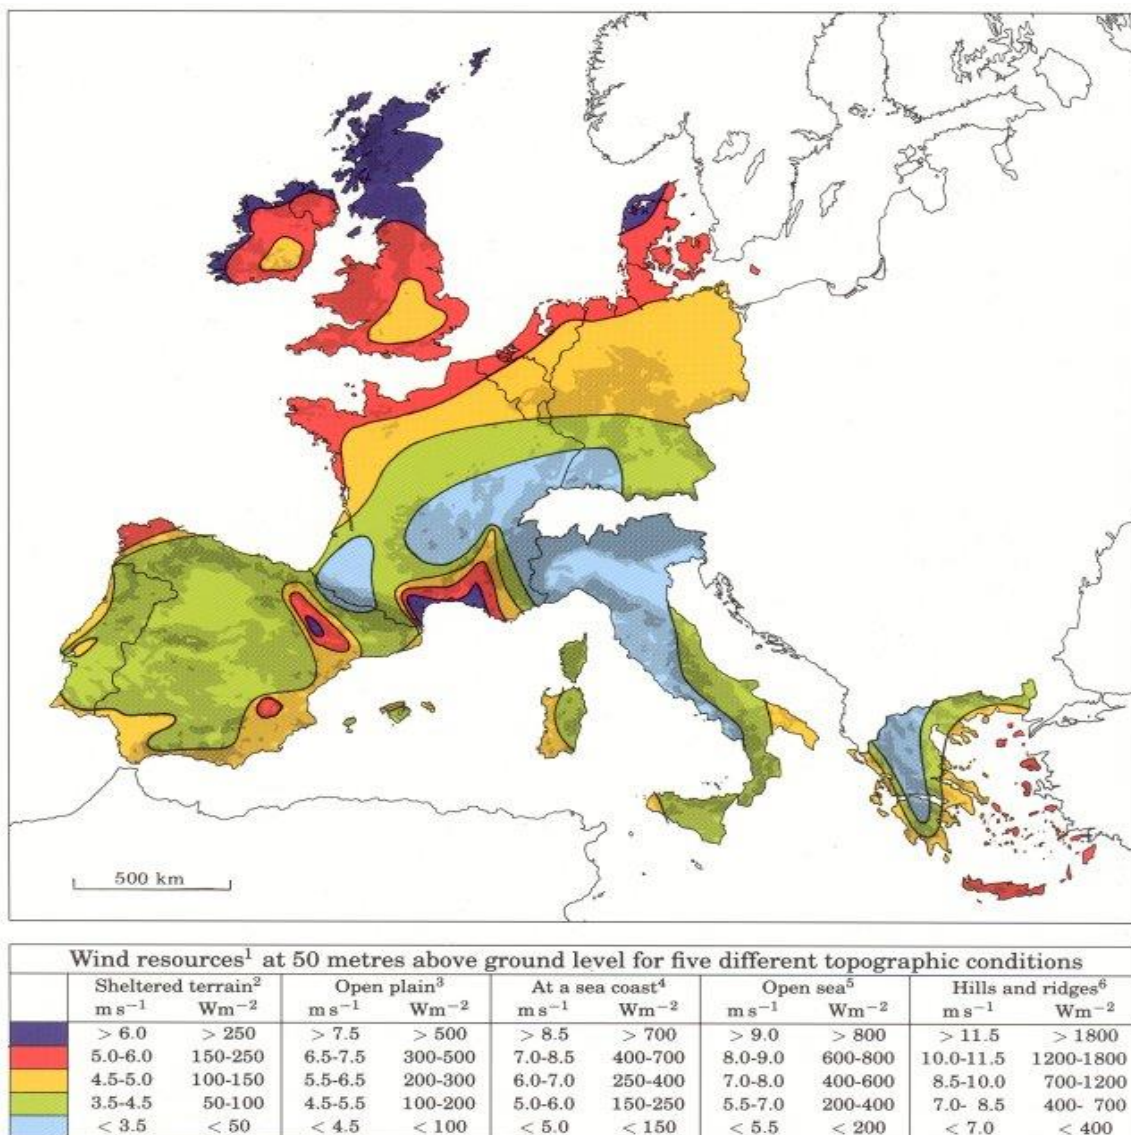 500 km
Wind resources¹ at 50 metres above ground level for five different topographic conditions
Sheltered terrain² Open plain³ At a sea coast⁴ Open sea⁵ Hills and ridges⁶
m s⁻¹ Wm⁻² m s⁻¹ Wm⁻² m s⁻¹ Wm⁻² m s⁻¹ Wm⁻² m s⁻¹ Wm⁻²
> 6.0 > 250 > 7.5 > 500 > 8.5 > 700 > 9.0 > 800 > 11.5 > 1800
5.0-6.0 150-250 6.5-7.5 300-500 7.0-8.5 400-700 8.0-9.0 600-800 10.0-11.5 1200-1800
4.5-5.0 100-150 5.5-6.5 200-300 6.0-7.0 250-400 7.0-8.0 400-600 8.5-10.0 700-1200
3.5-4.5 50-100 4.5-5.5 100-200 5.0-6.0 150-250 5.5-7.0 200-400 7.0- 8.5 400- 700
< 3.5 < 50 < 4.5 < 100 < 5.0 < 150 < 5.5 < 200 < 7.0 < 400